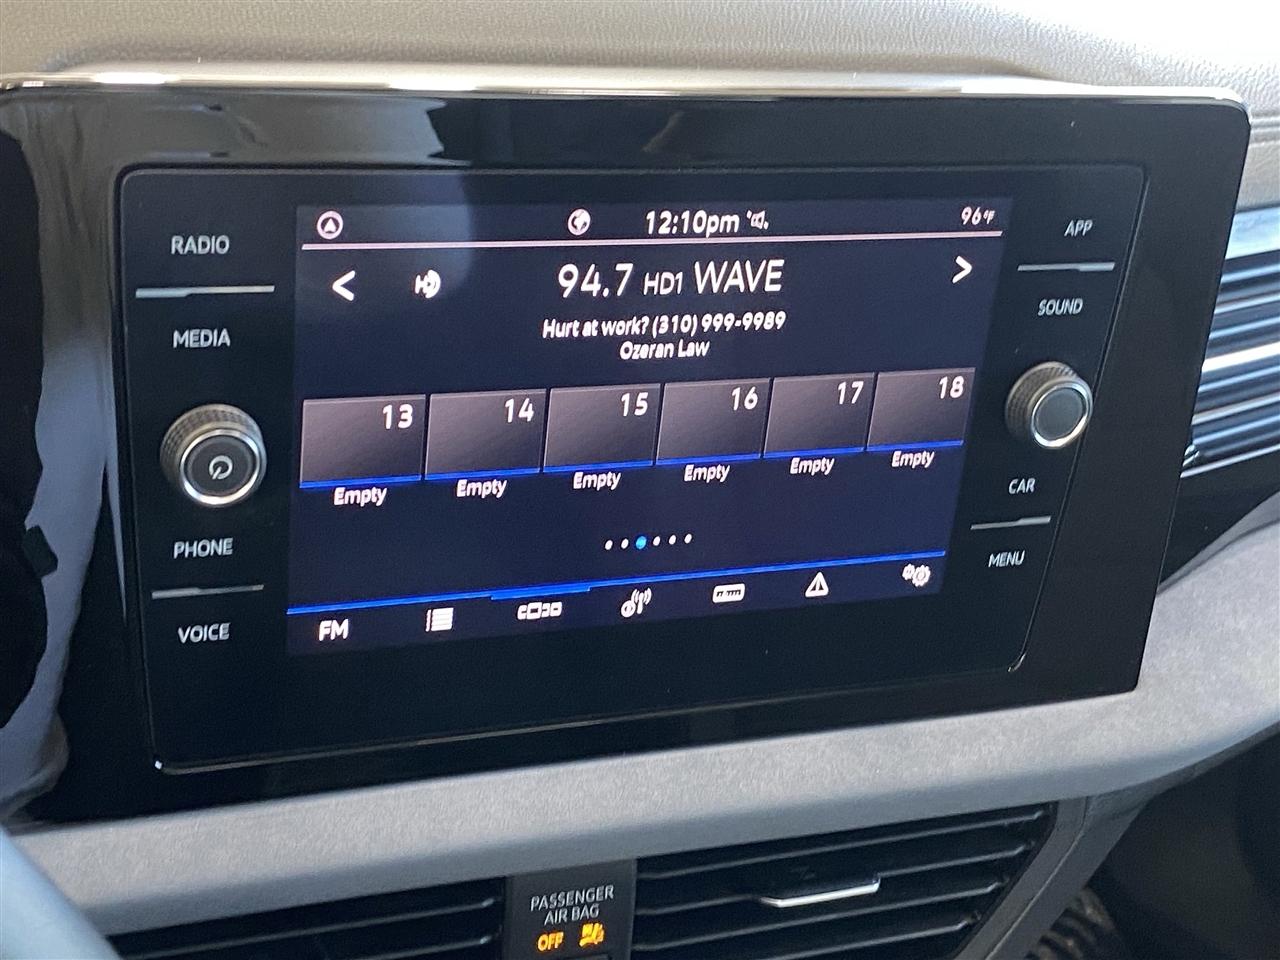 RADIO
MEDIA
PHONE
VOICE
12:10pm
96°F
94.7 HD1 WAVE
Hurt at work? (310) 999-9989
Ozeran Law
13
14
15
16
17
18
Empty
Empty
Empty
Empty
Empty
Empty
FM
APP
SOUND
CAR
MENU
PASSENGER
AIR BAG
OFF